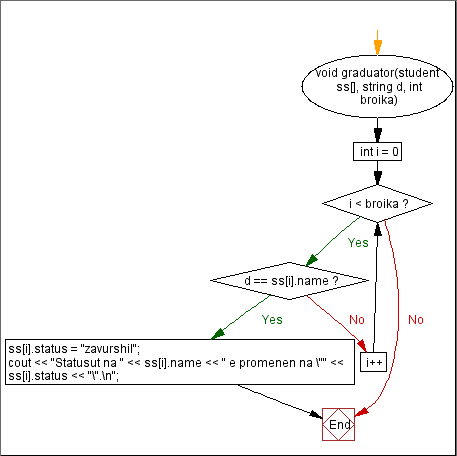 void graduator(student
ss[], string d, int
broika)
int i = 0
i < broika ?
Yes
d == ss[i].name ?
No
Yes
No
i++
ss[i].status = "zavurshil";
cout << "Statusut na " << ss[i].name << " e promenen na \"" <<
ss[i].status << "\".\n";
End